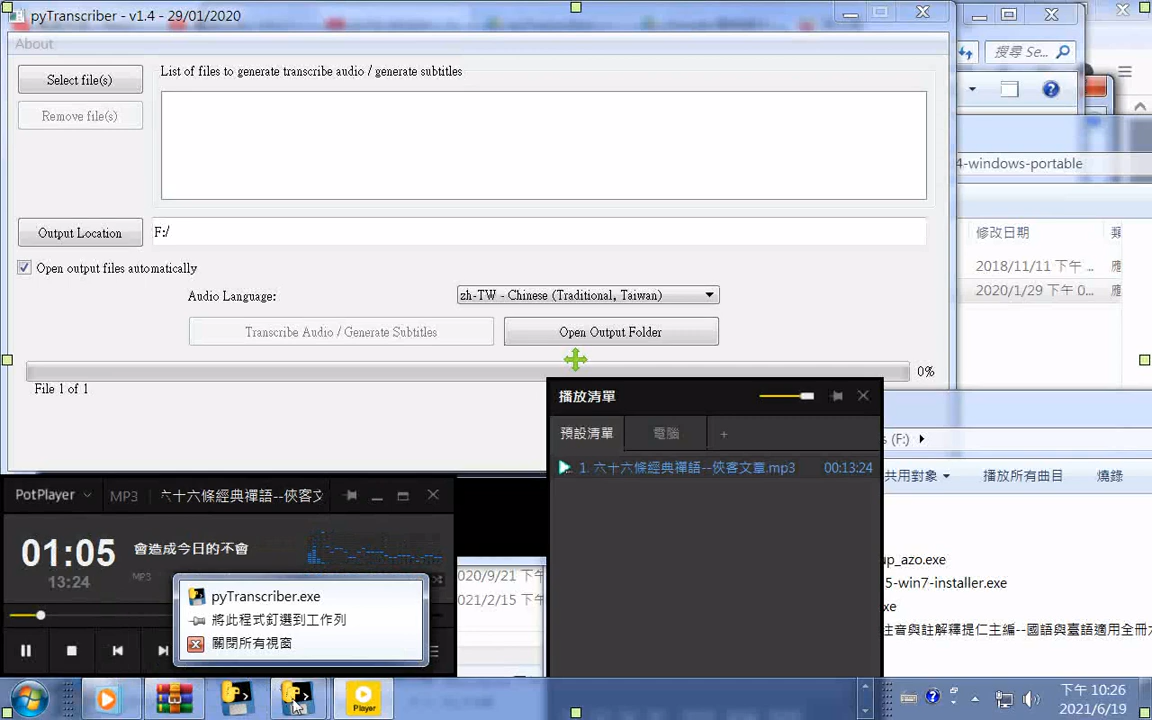 pyTranscriber - v1.4 - 29/01/2020
About
Select file(s)
List of files to generate transcribe audio / generate subtitles
Remove file(s)
Output Location
F:/
Open output files automatically
Audio Language:
zh-TW - Chinese (Traditional, Taiwan)
Transcribe Audio / Generate Subtitles
Open Output Folder
0%
File 1 of 1
搜尋 Se...
4-windows-portable
修改日期
2018/11/11 下午 ...
2020/1/29 下午 0...
s (F:)
共用對象
播放所有曲目
燒錄
up_azo.exe
5-win7-installer.exe
xe
注音與註解釋提仁主編--國語與臺語適用全冊
播放清單
預設清單
電腦
+
1. 六十六條經典禪語--俠客文章.mp3
00:13:24
PotPlayer
MP3
六十六條經典禪語--俠客文
01:05
會造成今日的不會
13:24
MP3
020/9/21 下午
021/2/15 下午
pyTranscriber.exe
將此程式釘選到工作列
關閉所有視窗
Player
下午 10:26
2021/6/19